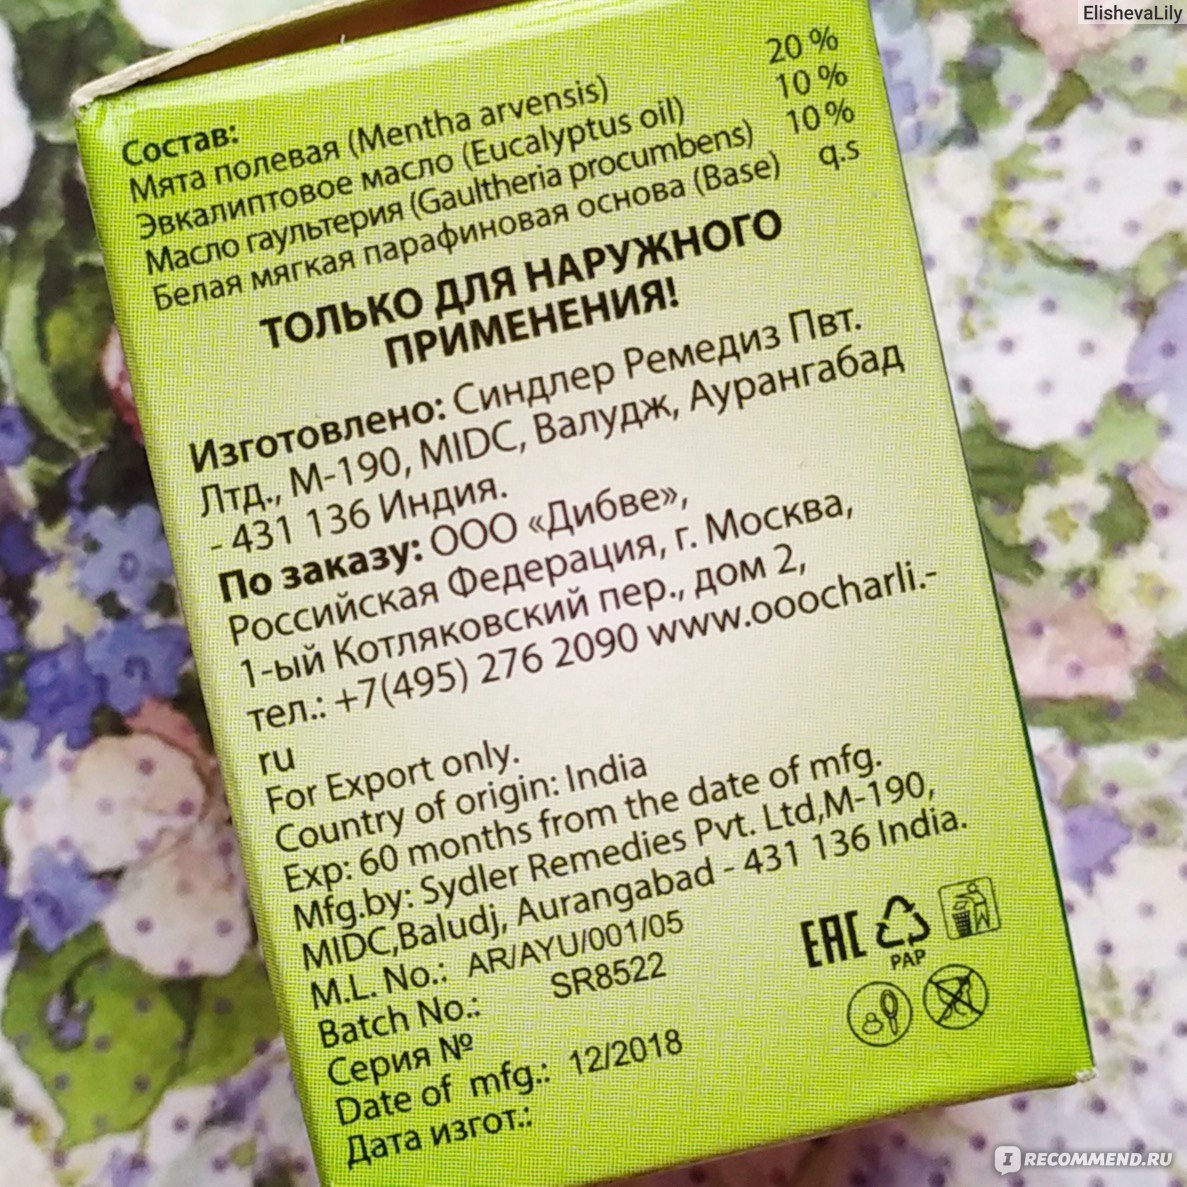 ElishevaLily
Состав:
Мята полевая (Mentha arvensis) 20 %
Эвкалиптовое масло (Eucalyptus oil) 10 %
Масло гаультерия (Gaultheria procumbens) 10 %
Белая мягкая парафиновая основа (Base) q.s
ТОЛЬКО ДЛЯ НАРУЖНОГО
ПРИМЕНЕНИЯ!
Изготовлено: Синдлер Ремедиз Пвт.
Лтд., М-190, MIDC, Валудж, Аурангабад
- 431 136 Индия.
По заказу: ООО «Дибве»,
Российская Федерация, г. Москва,
1-ый Котляковский пер., дом 2,
тел.: +7(495) 276 2090 www.ooocharli.-
ru
For Export only.
Country of origin: India
Exp: 60 months from the date of mfg.
Mfg.by: Sydler Remedies Pvt. Ltd,M-190,
MIDC,Baludj, Aurangabad - 431 136 India.
M.L. No.: AR/AYU/001/05
Batch No.: SR8522
Серия №
Date of mfg.: 12/2018
Дата изгот.:
EAC
PAP
IRECOMMEND.RU